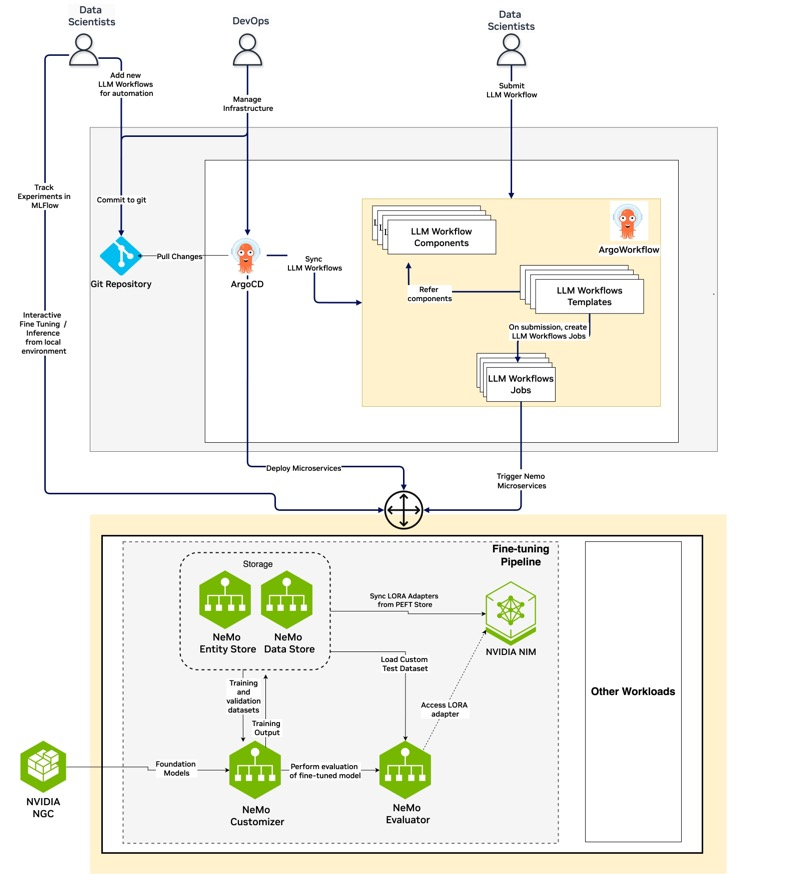 Data
Scientists
DevOps
Data
Scientists
Add new
LLM Workflows
for automation
Manage
Infrastructure
Submit
LLM Workflow
Track
Experiments in
MLFlow
Commit to git
Git Repository
Pull Changes
ArgoCD
Sync
LLM Workflows
L
L
L
LLM Workflow
Components
ArgoWorkflow
Refer
components
LLM Workflows
Templates
On submission, create
LLM Workflows Jobs
LLM Workflows
Jobs
Interactive
Fine Tuning /
Inference
from local
environment
Deploy Microservices
Trigger Nemo
Microservices
Fine-tuning
Pipeline
Storage
NeMo
Entity Store
NeMo
Data Store
Sync LORA Adapters
from PEFT Store
NVIDIA NIM
Load Custom
Test Dataset
Training
and
validation
datasets
Training
Output
Access LORA
adapter
Other Workloads
Foundation
Models
Perform evaluation
of fine-tuned model
NVIDIA
NGC
NeMo
Customizer
NeMo
Evaluator